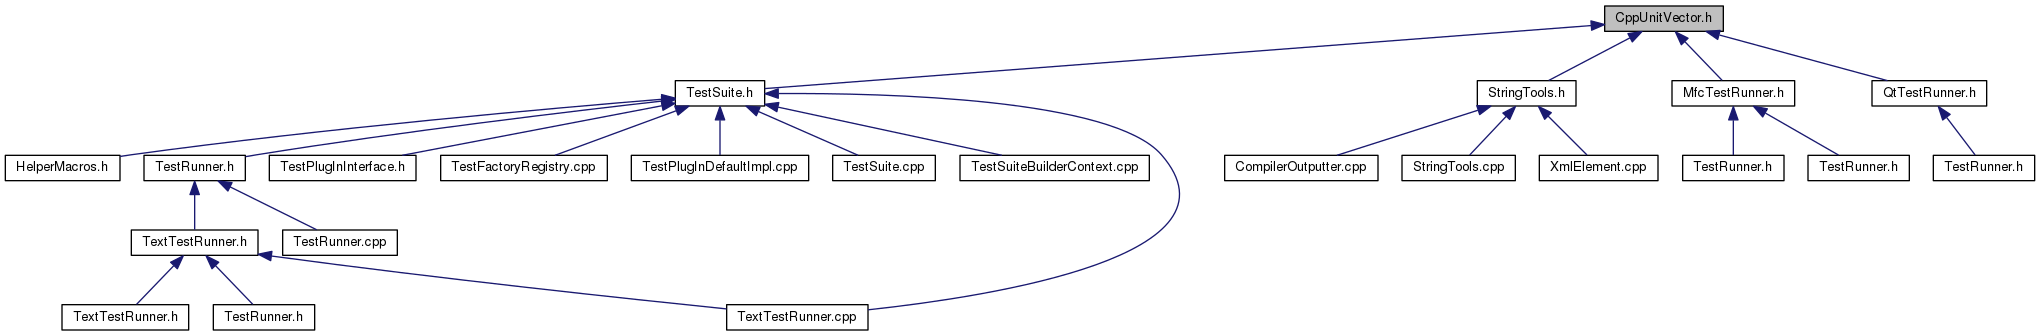 CppUnitVector.h
TestSuite.h
StringTools.h
MfcTestRunner.h
QtTestRunner.h
HelperMacros.h
TestRunner.h
TestPlugInInterface.h
TestFactoryRegistry.cpp
TestPlugInDefaultImpl.cpp
TestSuite.cpp
TestSuiteBuilderContext.cpp
CompilerOutputter.cpp
StringTools.cpp
XmlElement.cpp
TestRunner.h
TestRunner.h
TestRunner.h
TextTestRunner.h
TestRunner.cpp
TextTestRunner.h
TestRunner.h
TextTestRunner.cpp